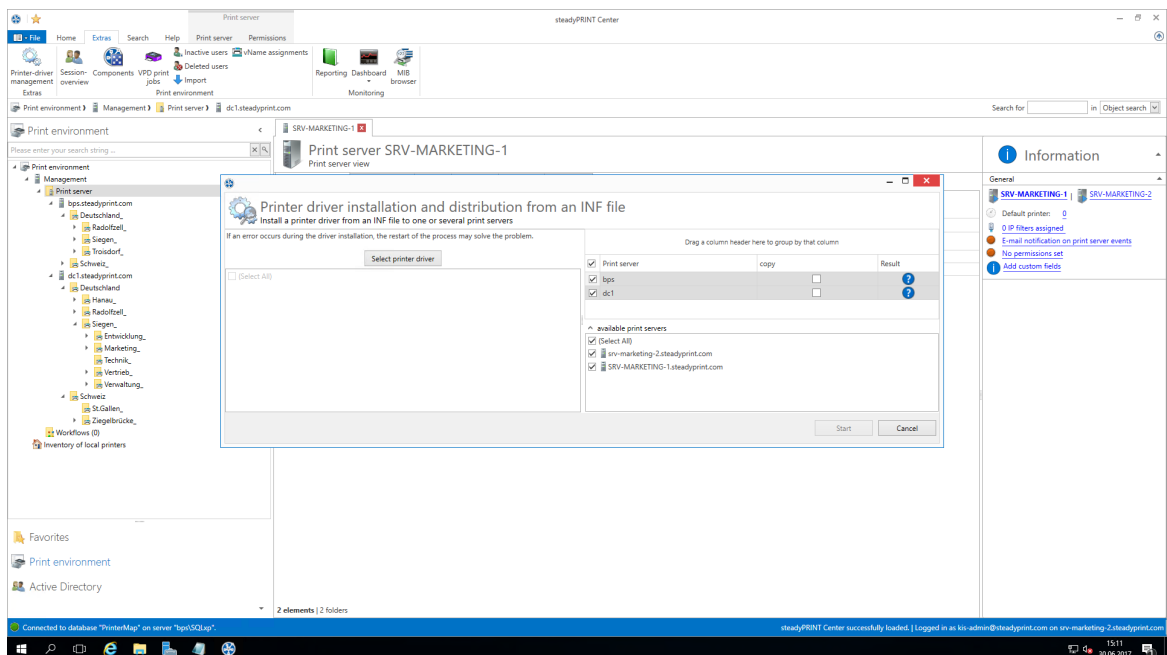 Print server
steadyPRINT Center
File Home Extras Search Help Print server Permissions
Printer-driver management
Session-overview
Components
VPD print jobs
Inactive users
vName assignments
Deleted users
Import
Reporting
Dashboard
MIB browser
Extras
Print environment
Monitoring
Print environment Management Print server dc1.steadyprint.com
Search for in Object search
Print environment
Please enter your search string ...
Print environment
Management
Print server
bps.steadyprint.com
Deutschland_
Radolfzell_
Siegen_
Troisdorf_
Schweiz_
dc1.steadyprint.com
Deutschland
Hanau_
Radolfzell_
Siegen_
Entwicklung_
Marketing_
Technik_
Vertrieb_
Verwaltung_
Schweiz
St.Gallen_
Ziegelbrücke_
Workflows (0)
Inventory of local printers
Favorites
Print environment
Active Directory
SRV-MARKETING-1
Print server SRV-MARKETING-1
Print server view
Printer driver installation and distribution from an INF file
Install a printer driver from an INF file to one or several print servers
If an error occurs during the driver installation, the restart of the process may solve the problem.
Select printer driver
(Select All)
Drag a column header here to group by that column
Print server copy Result
bps
dc1
available print servers
(Select All)
srv-marketing-2.steadyprint.com
SRV-MARKETING-1.steadyprint.com
Start Cancel
2 elements | 2 folders
Information
General
SRV-MARKETING-1 | SRV-MARKETING-2
Default printer: 0
0 IP filters assigned
E-mail notification on print server events
No permissions set
Add custom fields
Connected to database "PrinterMap" on server "bps\SQLxp".
steadyPRINT Center successfully loaded. | Logged in as kis-admin@steadyprint.com on srv-marketing-2.steadyprint.com
15:11
30.06.2017